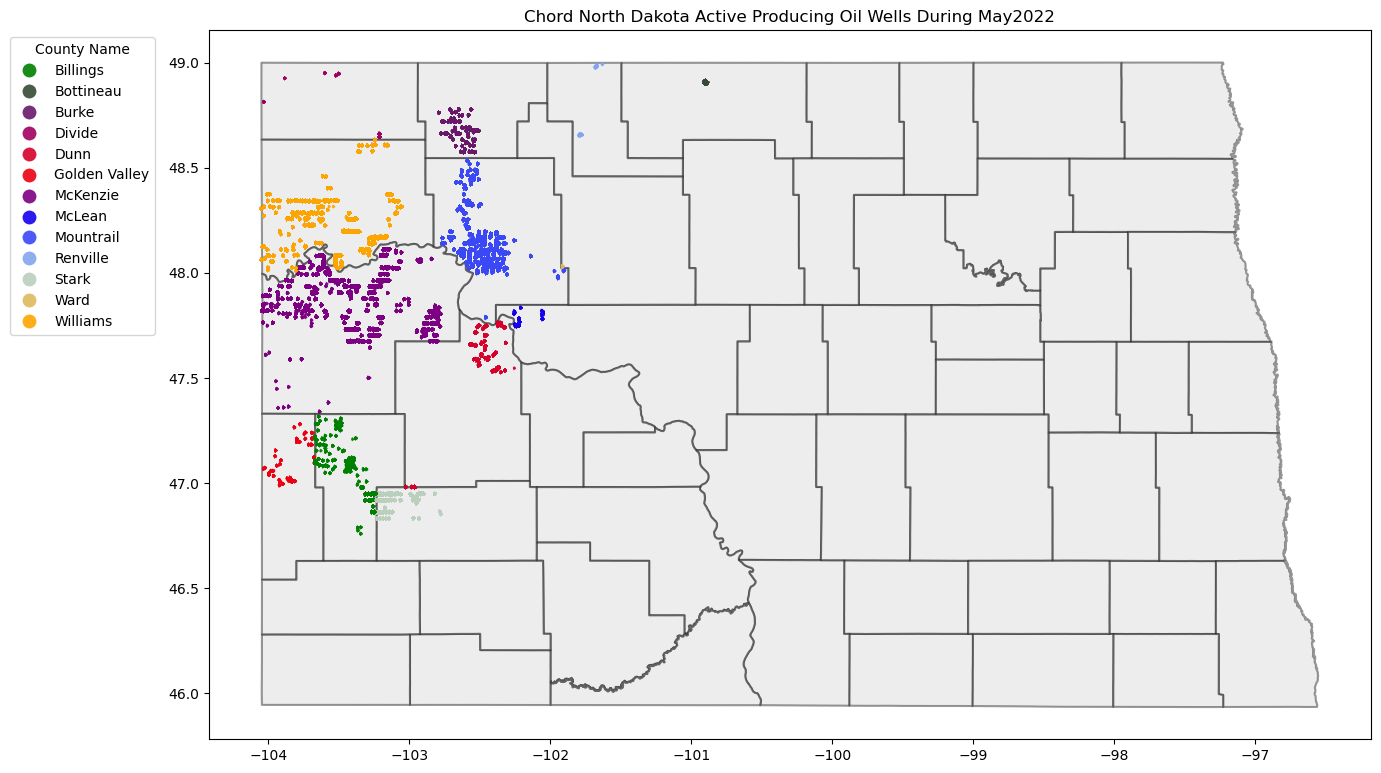 Chord North Dakota Active Producing Oil Wells During May2022
County Name
Billings
Bottineau
Burke
Divide
Dunn
Golden Valley
McKenzie
McLean
Mountrail
Renville
Stark
Ward
Williams
49.0
48.5
48.0
47.5
47.0
46.5
46.0
−104 −103 −102 −101 −100 −99 −98 −97